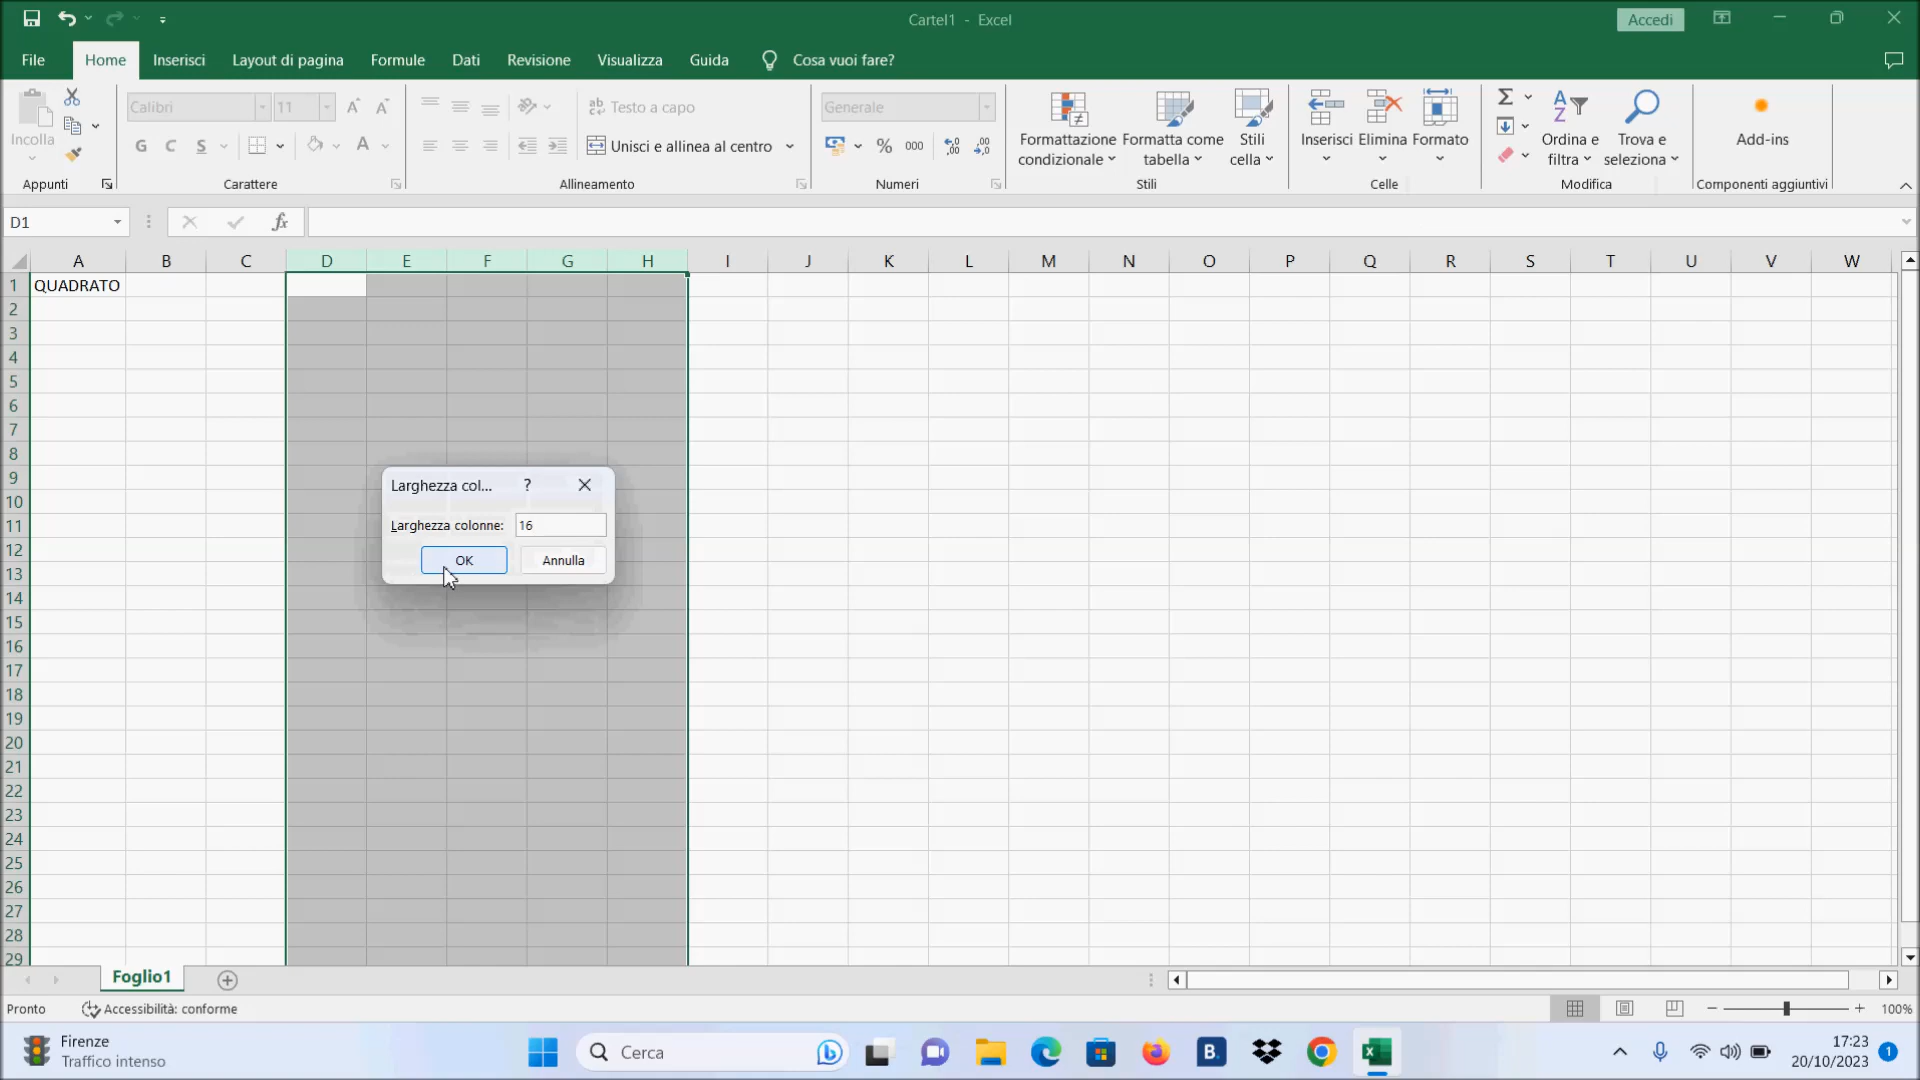 Cartel1 - Excel
Accedi
File Home Inserisci Layout di pagina Formule Dati Revisione Visualizza Guida Cosa vuoi fare?
Incolla
Calibri 11
Testo a capo
Generale
G C S A
Unisci e allinea al centro
% 000
Formattazione condizionale
Formatta come tabella
Stili cella
Inserisci Elimina Formato
Ordina e filtra
Trova e seleziona
Add-ins
Appunti Carattere Allineamento Numeri Stili Celle Modifica Componenti aggiuntivi
D1 fx
A B C D E F G H I J K L M N O P Q R S T U V W
1 QUADRATO
2
3
4
5
6
7
8
9
10
11
12
13
14
15
16
17
18
19
20
21
22
23
24
25
26
27
28
29
Larghezza col... ?
Larghezza colonne: 16
OK Annulla
Foglio1
Pronto Accessibilità: conforme 100%
Firenze
Traffico intenso
Cerca
B.
17:23
20/10/2023
1